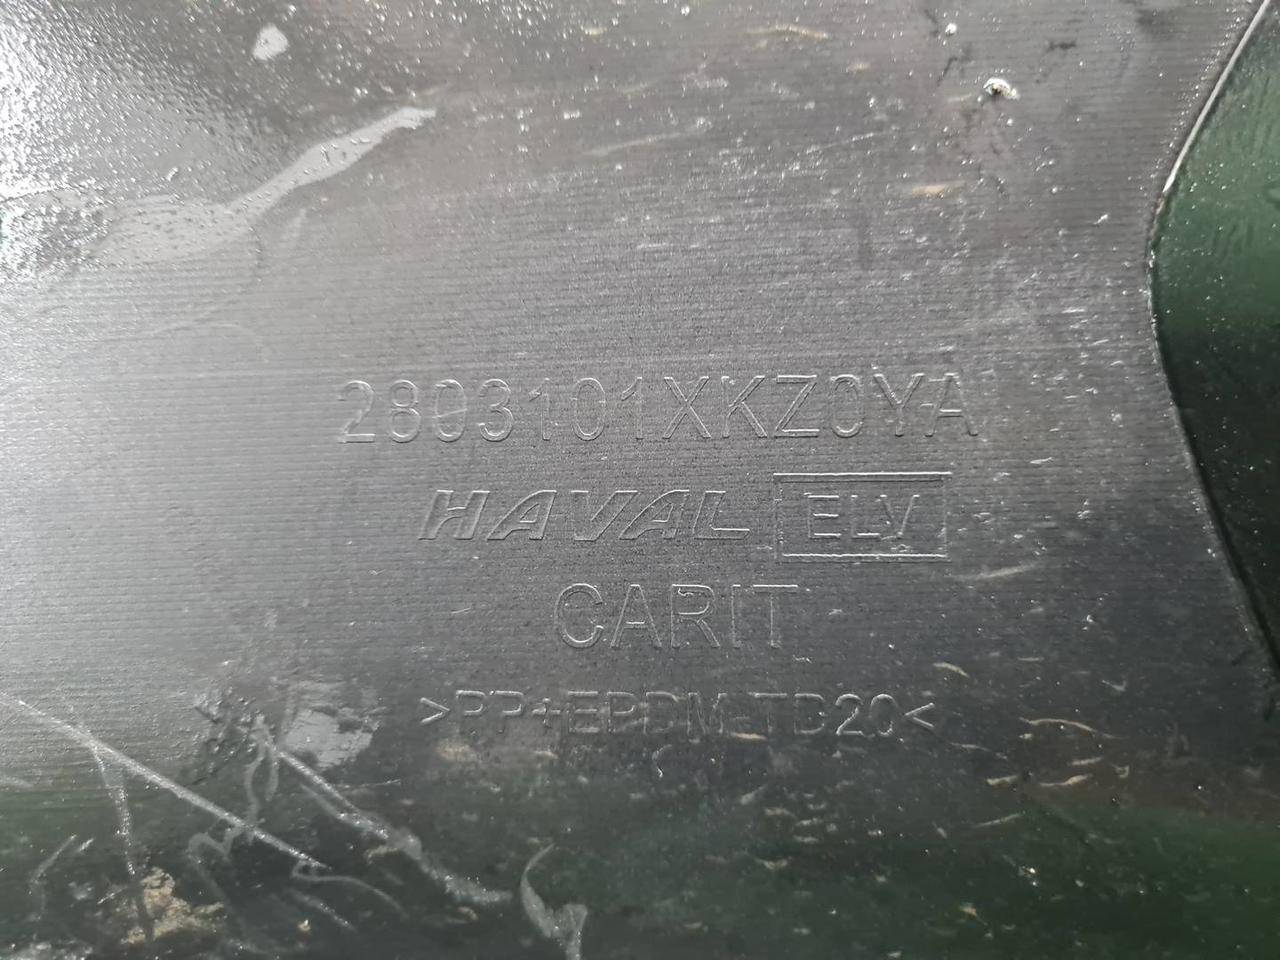 2803101XKZ0YA
HAVAL ELV
CARIT
>PP+EPDM-TD20<